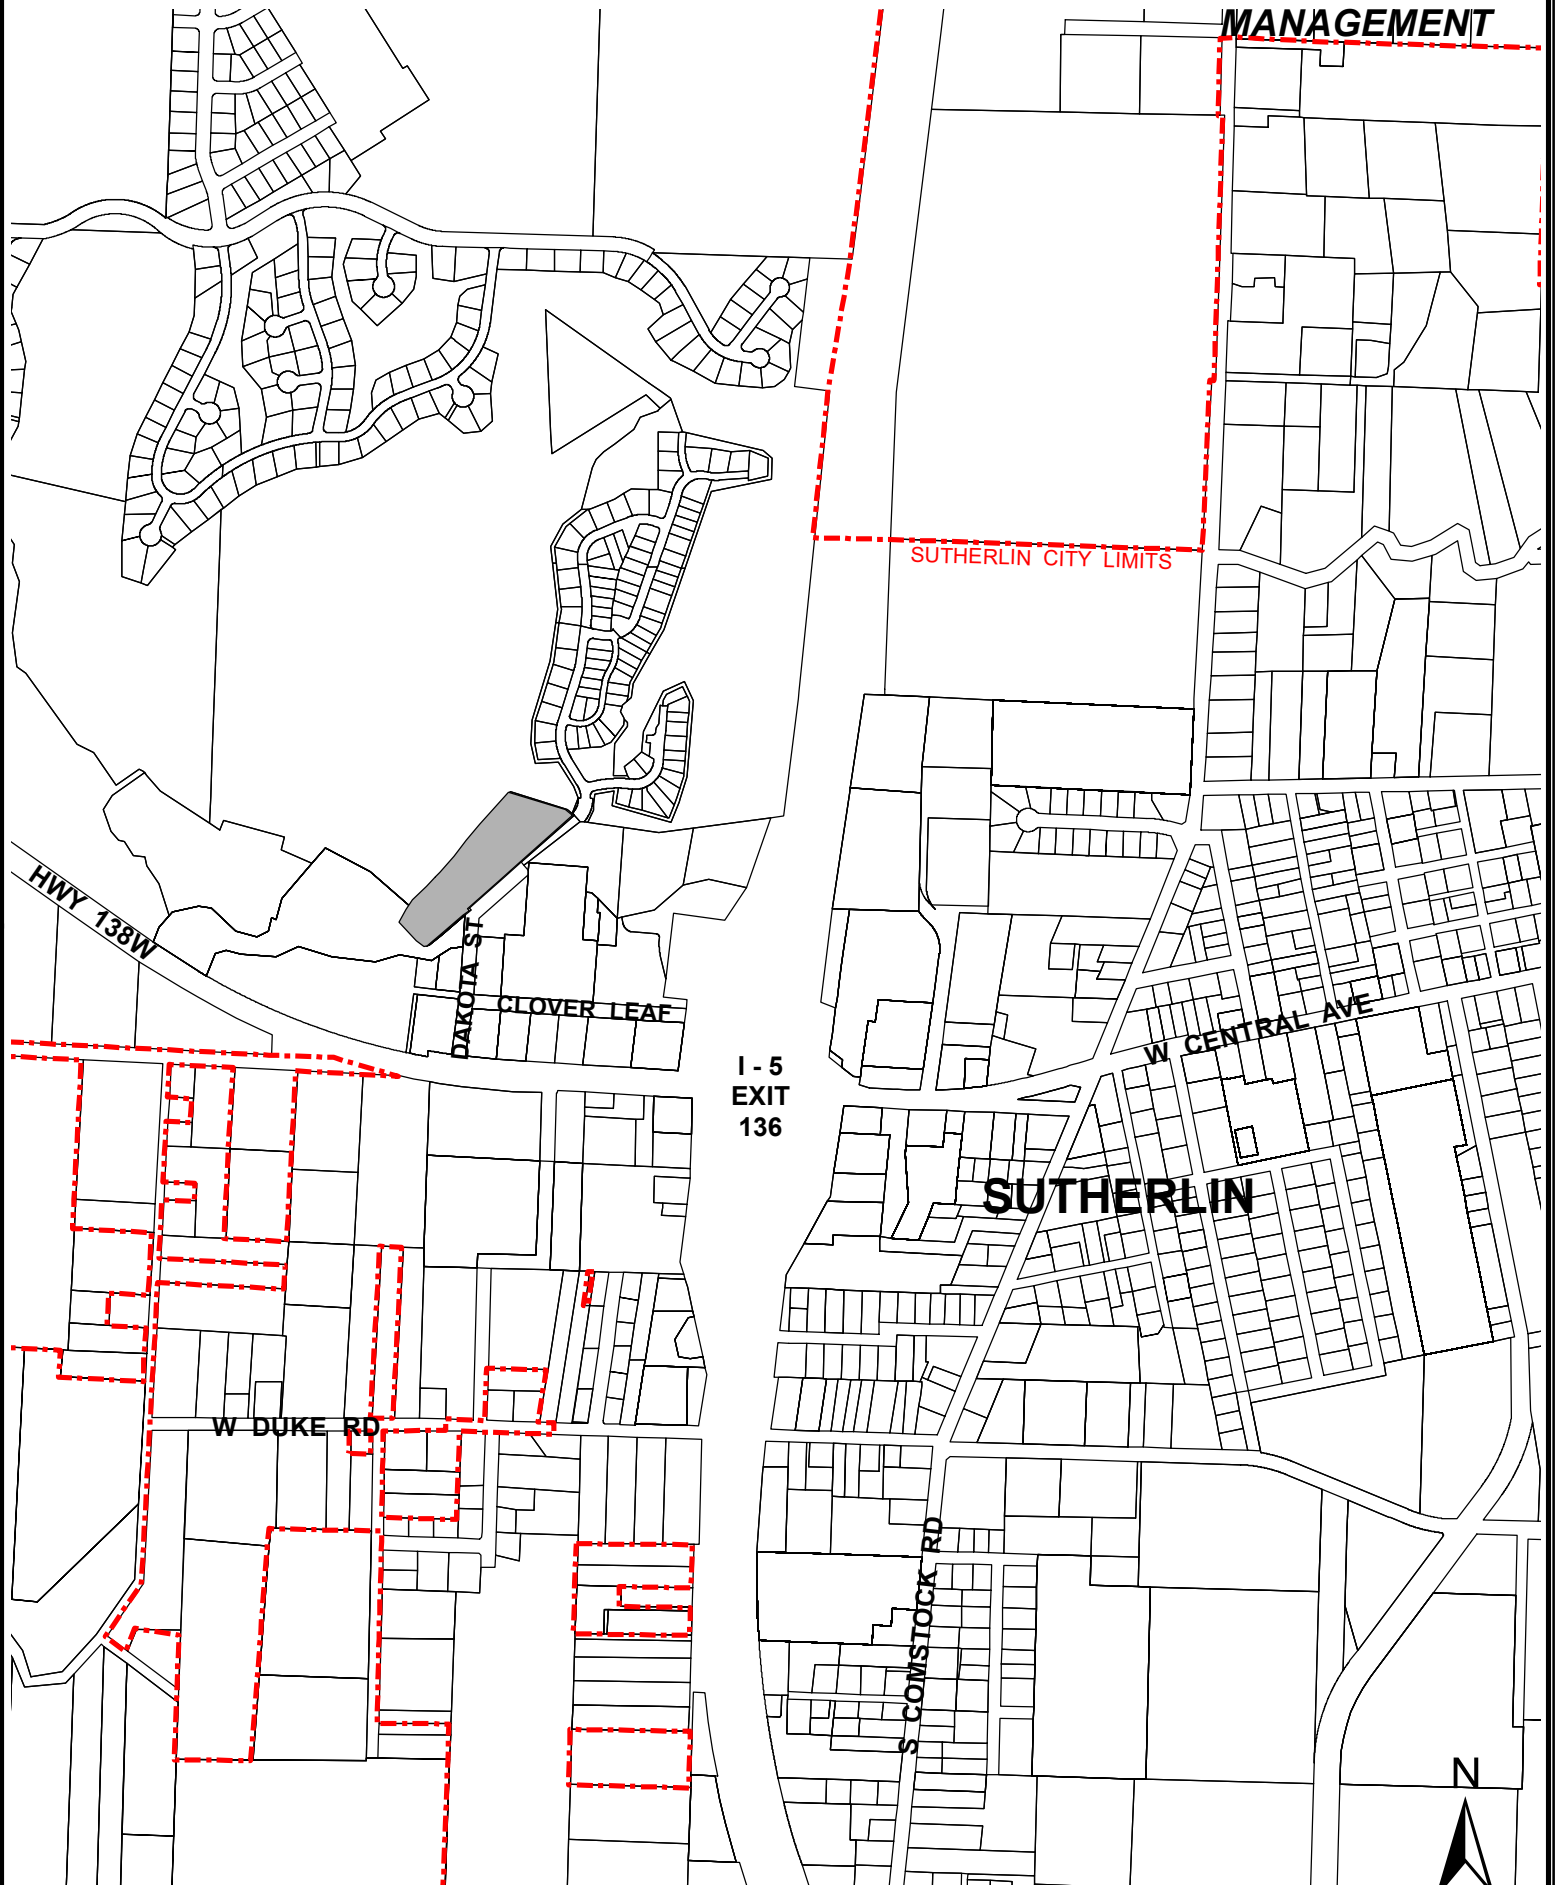 MANAGEMENT
SUTHERLIN CITY LIMITS
HWY 138W
DAKOTA ST
CLOVER LEAF
W CENTRAL AVE
I - 5
EXIT
136
SUTHERLIN
W DUKE RD
S COMSTOCK RD
N